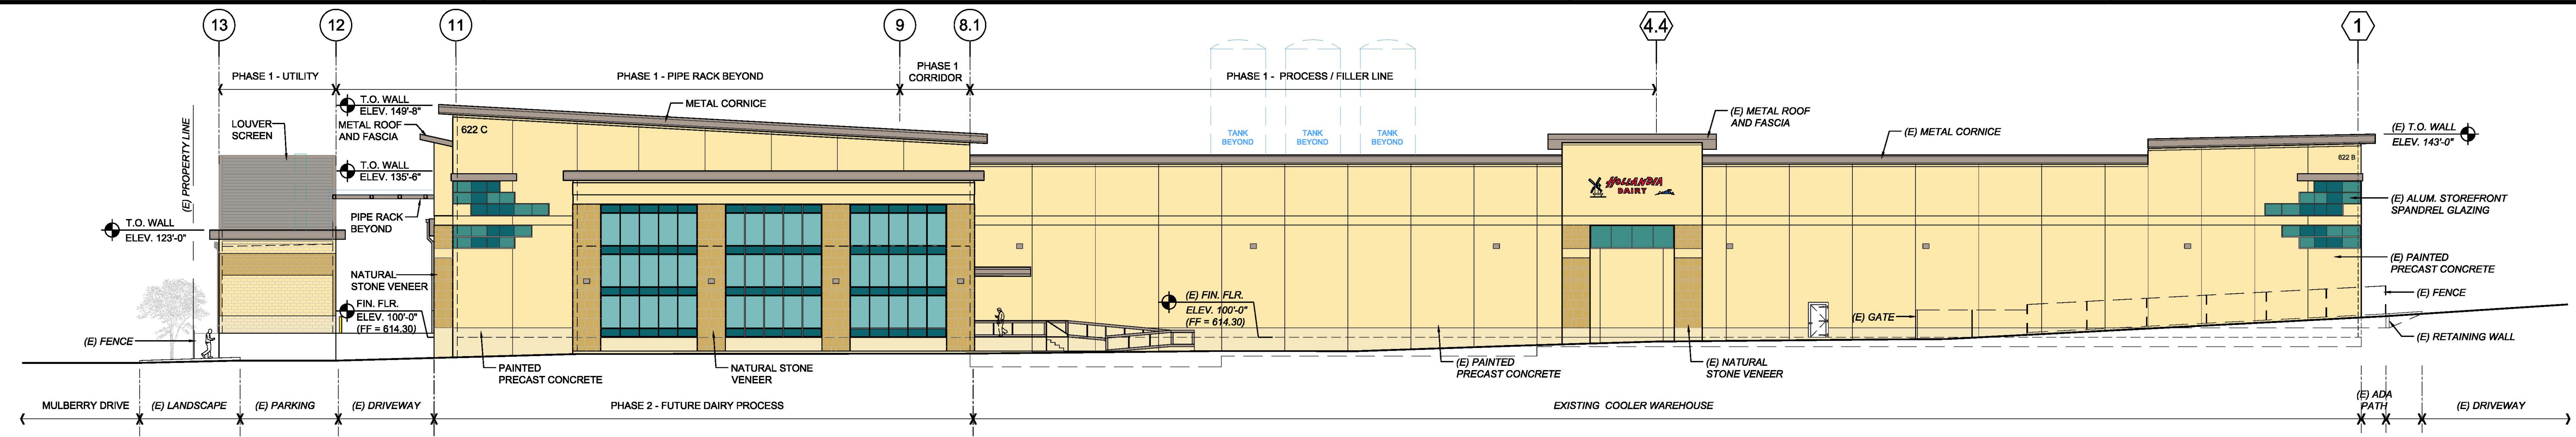 13
12
11
9
8.1
4.4
1
PHASE 1 - UTILITY
PHASE 1 - PIPE RACK BEYOND
PHASE 1
CORRIDOR
PHASE 1 - PROCESS / FILLER LINE
(E) PROPERTY LINE
LOUVER
SCREEN
T.O. WALL
ELEV. 149'-8"
METAL ROOF
AND FASCIA
T.O. WALL
ELEV. 135'-6"
PIPE RACK
BEYOND
T.O. WALL
ELEV. 123'-0"
NATURAL
STONE VENEER
FIN. FLR.
ELEV. 100'-0"
(FF = 614.30)
(E) FENCE
622 C
METAL CORNICE
TANK
BEYOND
TANK
BEYOND
TANK
BEYOND
(E) METAL ROOF
AND FASCIA
(E) METAL CORNICE
HOLLANDIA
DAIRY
622 B
(E) T.O. WALL
ELEV. 143'-0"
(E) ALUM. STOREFRONT
SPANDREL GLAZING
(E) PAINTED
PRECAST CONCRETE
(E) FENCE
(E) RETAINING WALL
(E) FIN. FLR.
ELEV. 100'-0"
(FF = 614.30)
(E) GATE
PAINTED
PRECAST CONCRETE
NATURAL STONE
VENEER
(E) PAINTED
PRECAST CONCRETE
(E) NATURAL
STONE VENEER
MULBERRY DRIVE
(E) LANDSCAPE
(E) PARKING
(E) DRIVEWAY
PHASE 2 - FUTURE DAIRY PROCESS
EXISTING COOLER WAREHOUSE
(E) ADA
PATH
(E) DRIVEWAY